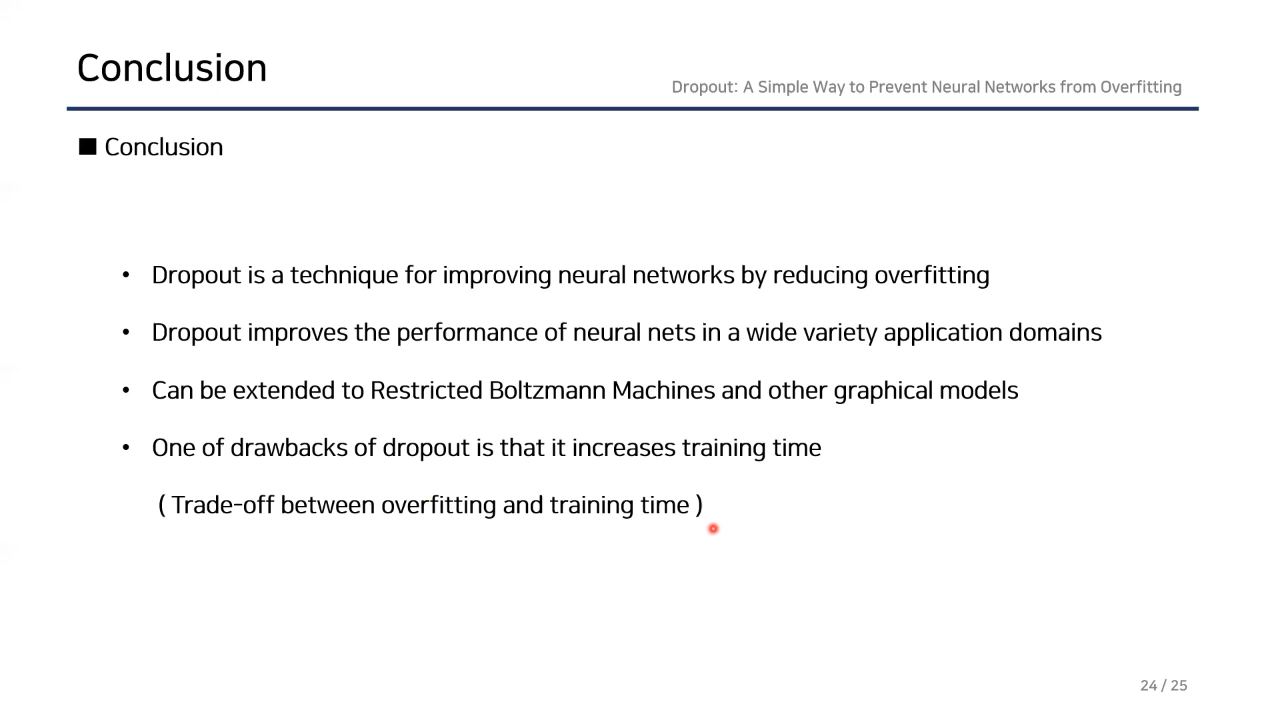 Conclusion
Dropout: A Simple Way to Prevent Neural Networks from Overfitting
■ Conclusion
• Dropout is a technique for improving neural networks by reducing overfitting
• Dropout improves the performance of neural nets in a wide variety application domains
• Can be extended to Restricted Boltzmann Machines and other graphical models
• One of drawbacks of dropout is that it increases training time
( Trade-off between overfitting and training time )
24 / 25